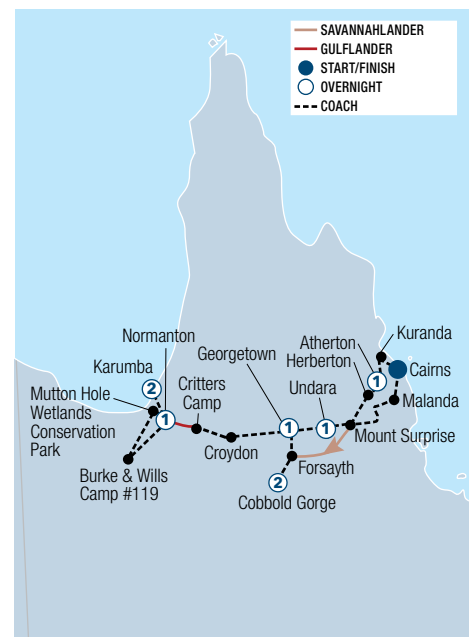 SAVANNAHLANDER
GULFLANDER
START/FINISH
OVERNIGHT
COACH
Kuranda
Normanton
Atherton
Georgetown
Herberton
1
Cairns
Karumba
2
Critters
Camp
Undara
Malanda
Mutton Hole
Wetlands
Conservation
Park
1
1
1
Mount Surprise
Croydon
Burke & Wills
Camp #119
Forsayth
2
Cobbold Gorge